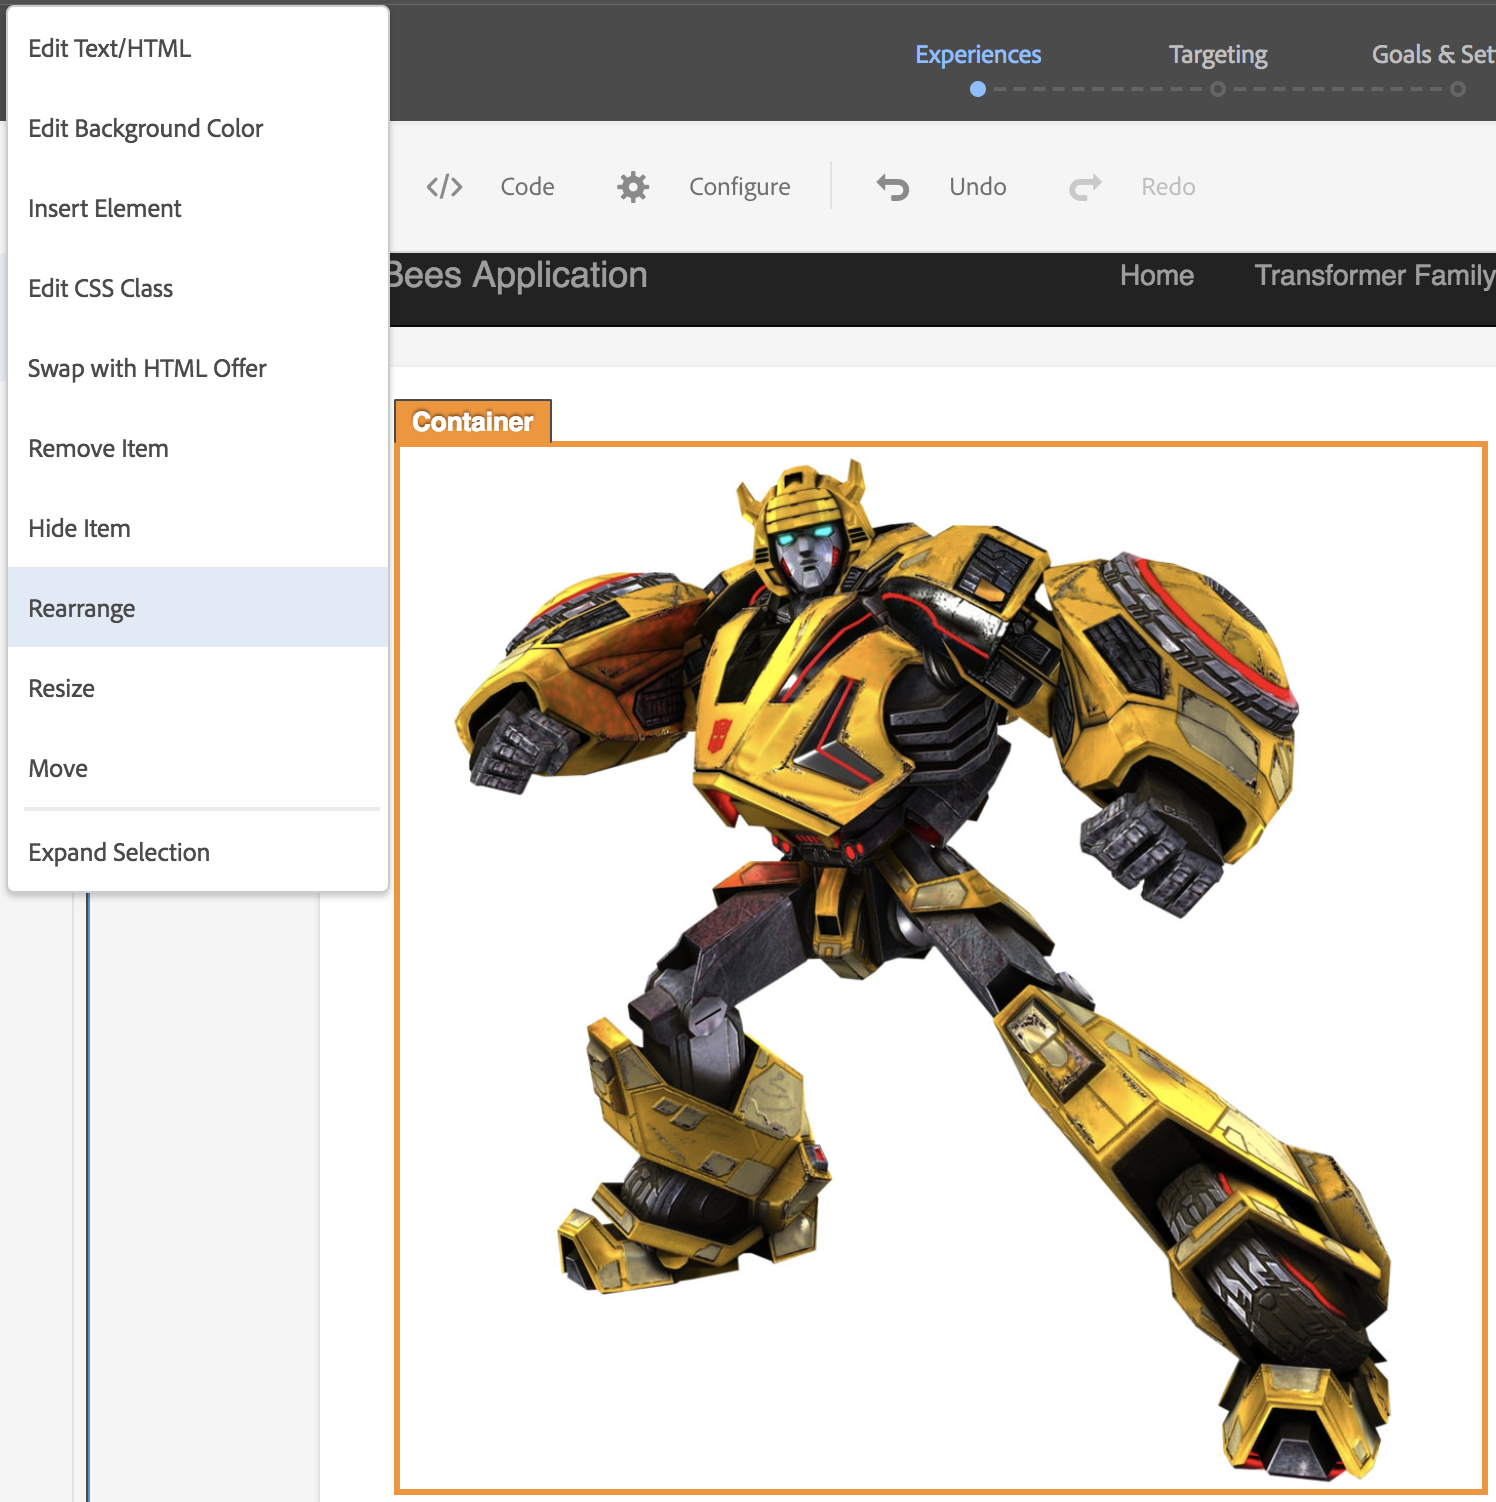 Edit Text/HTML
Edit Background Color
Insert Element
Edit CSS Class
Swap with HTML Offer
Remove Item
Hide Item
Rearrange
Resize
Move
Expand Selection
Experiences
Targeting
Goals & Set
Code
Configure
Undo
Redo
Bees Application
Home
Transformer Family
Container